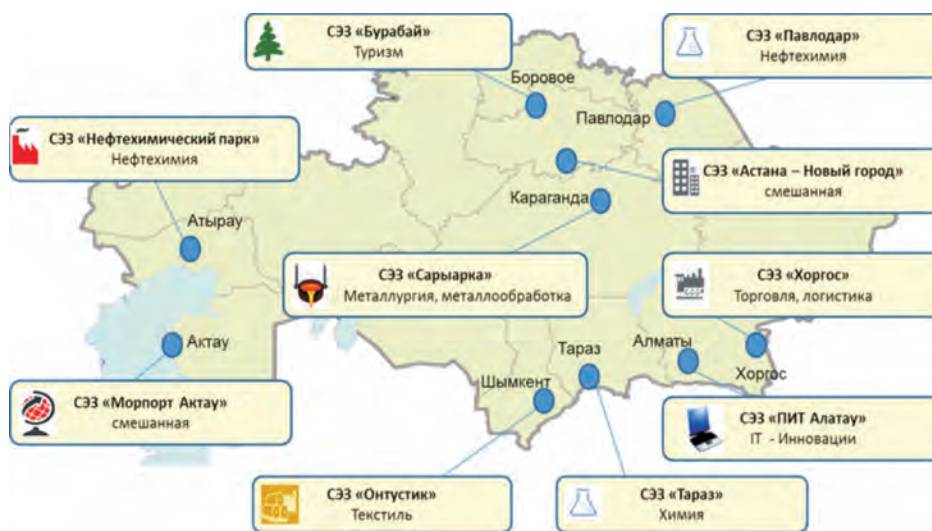 СЭЗ «Бурабай»
Туризм
СЭЗ «Павлодар»
Нефтехимия
Боровое
Павлодар
СЭЗ «Нефтехимический парк»
Нефтехимия
СЭЗ «Астана – Новый город»
смешанная
Караганда
Атырау
СЭЗ «Сарыарка»
Металлургия, металлообработка
СЭЗ «Хоргос»
Торговля, логистика
Актау
Тараз
Алматы
Хоргос
Шымкент
СЭЗ «Морпорт Актау»
смешанная
СЭЗ «ПИТ Алатау»
IT - Инновации
СЭЗ «Онтустик»
Текстиль
СЭЗ «Тараз»
Химия